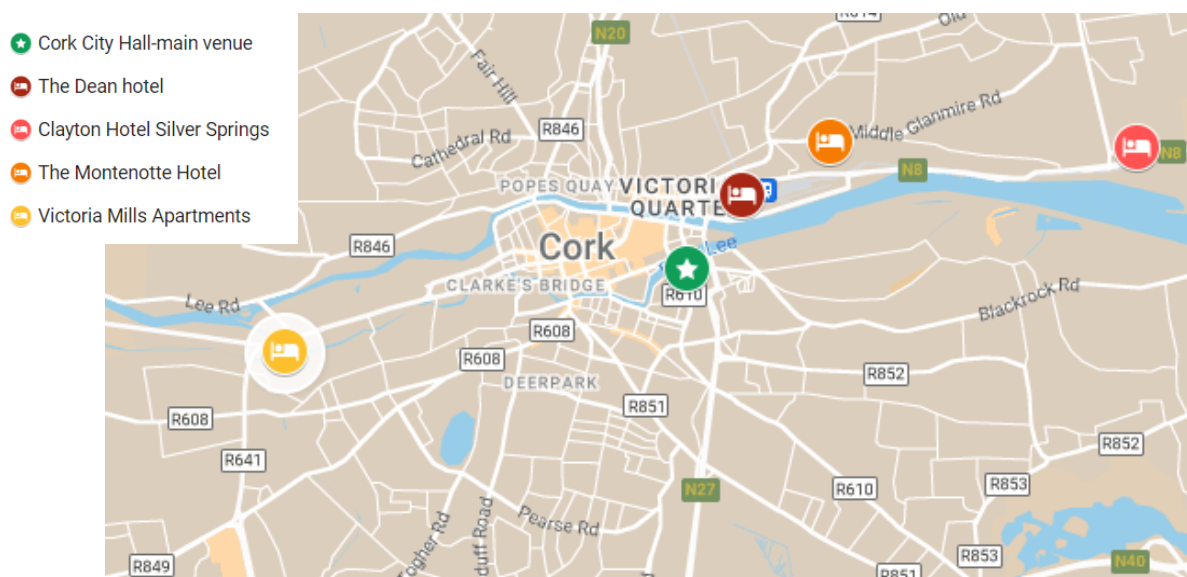 Cork City Hall-main venue
The Dean hotel
Clayton Hotel Silver Springs
The Montenotte Hotel
Victoria Mills Apartments
N20
Old
Fair Hill
Middle Glanmire Rd
R846
Cathedral Rd
N8
N8
POPES QUAY
VICTORI
QUARTE
Cork
Lee
R846
CLARKE'S BRIDGE
R610
Blackrock Rd
Lee Rd
R608
R608
R852
DEERPARK
R608
R851
R852
R641
R853
R610
N27
Pearse Rd
R853
N40
R849
R851